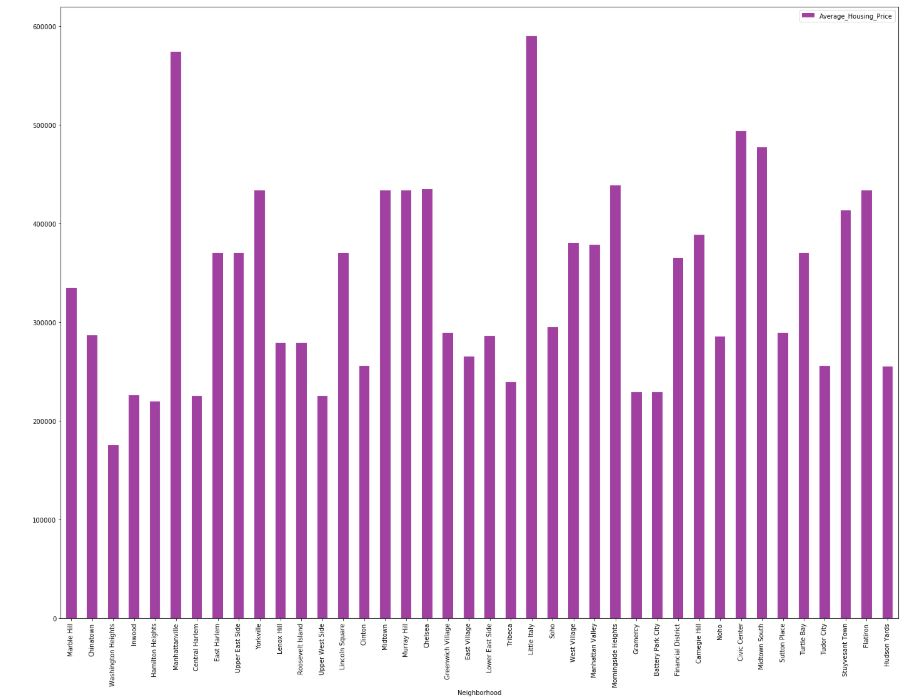 Average_Housing_Price
600000
500000
400000
300000
200000
100000
0
Marble Hill
Chinatown
Washington Heights
Inwood
Hamilton Heights
Manhattanville
Central Harlem
East Harlem
Upper East Side
Yorkville
Lenox Hill
Roosevelt Island
Upper West Side
Lincoln Square
Clinton
Midtown
Murray Hill
Chelsea
Greenwich Village
East Village
Lower East Side
Tribeca
Little Italy
Soho
West Village
Manhattan Valley
Morningside Heights
Gramercy
Battery Park City
Financial District
Carnegie Hill
Noho
Civic Center
Midtown South
Sutton Place
Turtle Bay
Tudor City
Stuyvesant Town
Flatiron
Hudson Yards
Neighborhood